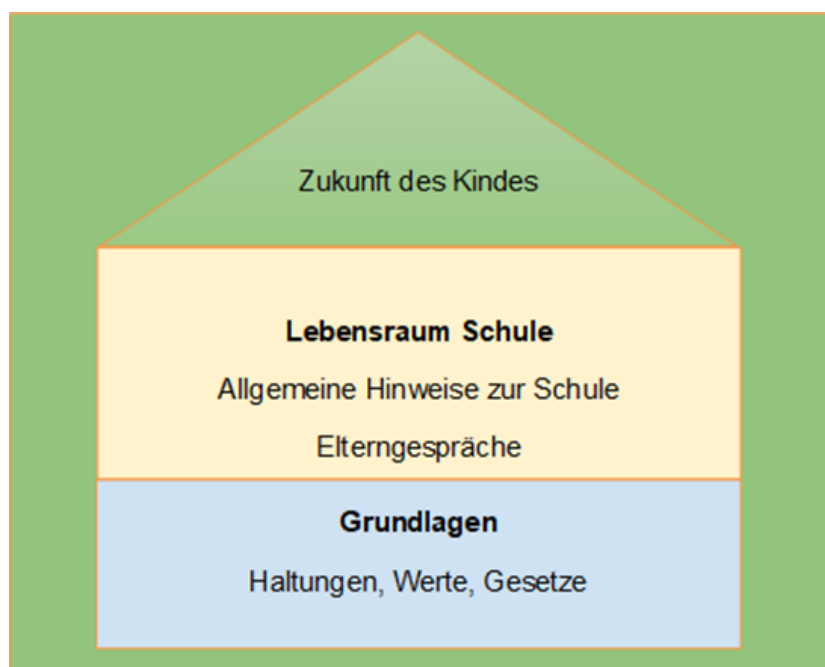 Zukunft des Kindes
Lebensraum Schule
Allgemeine Hinweise zur Schule
Elterngespräche
Grundlagen
Haltungen, Werte, Gesetze